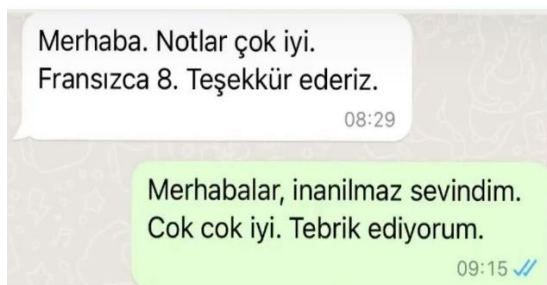 Merhaba. Notlar çok iyi.
Fransızca 8. Teşekkür ederiz.
08:29
Merhabalar, inanilmaz sevindim.
Cok cok iyi. Tebrik ediyorum.
09:15